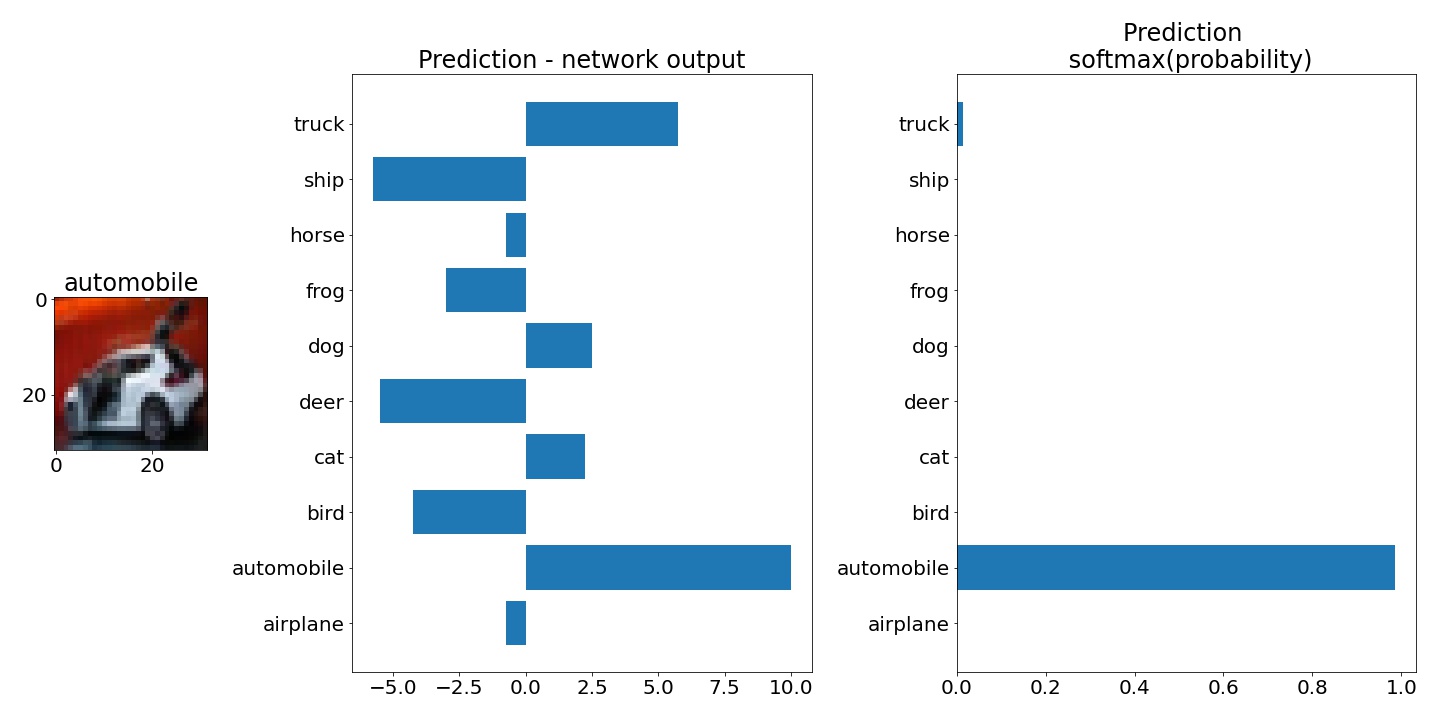 automobile
0
20
0 20
Prediction - network output
truck
ship
horse
frog
dog
deer
cat
bird
automobile
airplane
−5.0 −2.5 0.0 2.5 5.0 7.5 10.0
Prediction
softmax(probability)
truck
ship
horse
frog
dog
deer
cat
bird
automobile
airplane
0.0 0.2 0.4 0.6 0.8 1.0